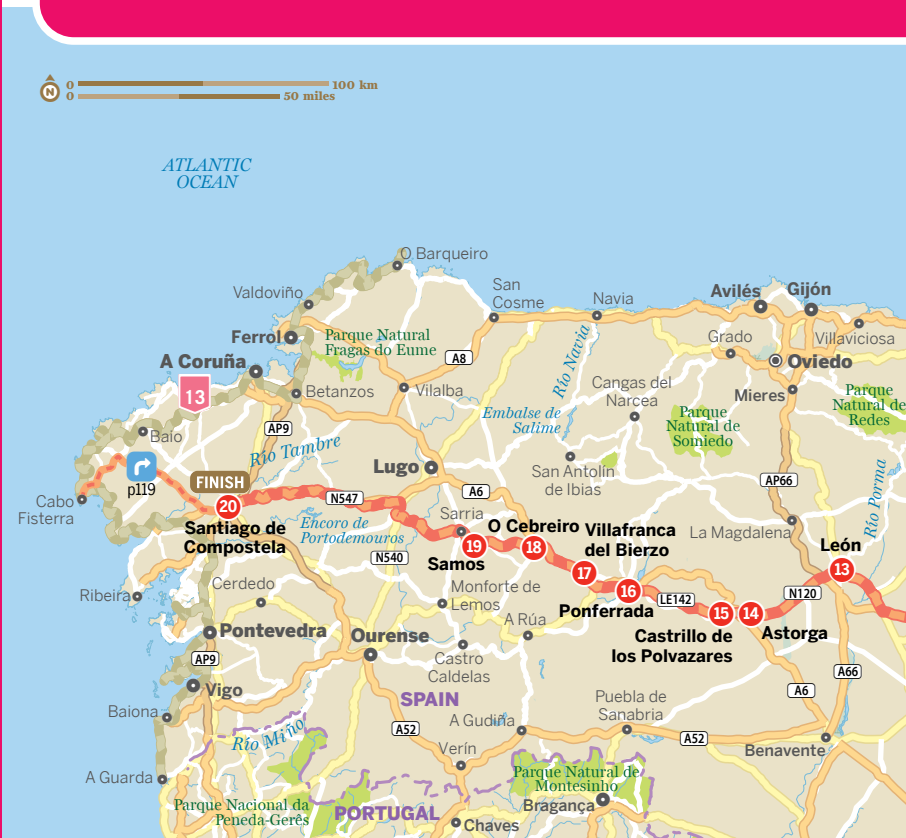 N
0
100 km
0
50 miles
ATLANTIC
OCEAN
O Barqueiro
Valdoviño
San
Cosme
Navia
Avilés
Gijón
Ferrol
Parque Natural
Fragas do Eume
A8
Río Navia
Grado
Villaviciosa
A Coruña
Oviedo
13
Betanzos
Vilalba
Cangas del
Narcea
Mieres
Parque
Natural de
Redes
Embalse de
Salime
Parque
Natural de
Somiedo
Baio
AP9
Río Tambre
p119
Lugo
San Antolín
de Ibias
AP66
Río Porma
FINISH
A6
Cabo
Fisterra
20
N547
Sarria
Santiago de
Compostela
Encoro de
Portodemouros
O Cebreiro
Villafranca
del Bierzo
La Magdalena
León
19
18
Samos
N540
17
13
Cerdedo
Monforte de
Lemos
16
LE142
N120
Ribeira
Ponferrada
15
14
A Rúa
Castrillo de
los Polvazares
Astorga
Pontevedra
Ourense
AP9
Castro
Caldelas
A66
Vigo
SPAIN
Puebla de
Sanabria
A6
Baiona
A52
A Gudiña
A52
Río Miño
Verín
Benavente
A Guarda
Parque Natural de
Montesinho
Parque Nacional da
Peneda-Gerês
PORTUGAL
Bragança
Chaves